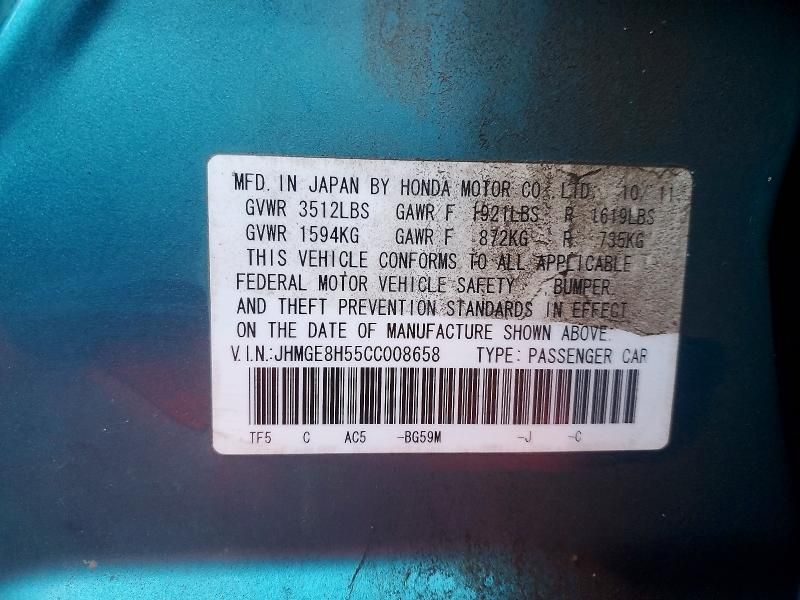 MFD. IN JAPAN BY HONDA MOTOR CO.,LTD. 10/11
GVWR 3512LBS GAWR F 1921LBS R 1619LBS
GVWR 1594KG GAWR F 872KG R 735KG
THIS VEHICLE CONFORMS TO ALL APPLICABLE
FEDERAL MOTOR VEHICLE SAFETY, BUMPER,
AND THEFT PREVENTION STANDARDS IN EFFECT
ON THE DATE OF MANUFACTURE SHOWN ABOVE.
V.I.N.:JHMGE8H55CC008658 TYPE: PASSENGER CAR
TF5 C AC5 -BG59M -J -C